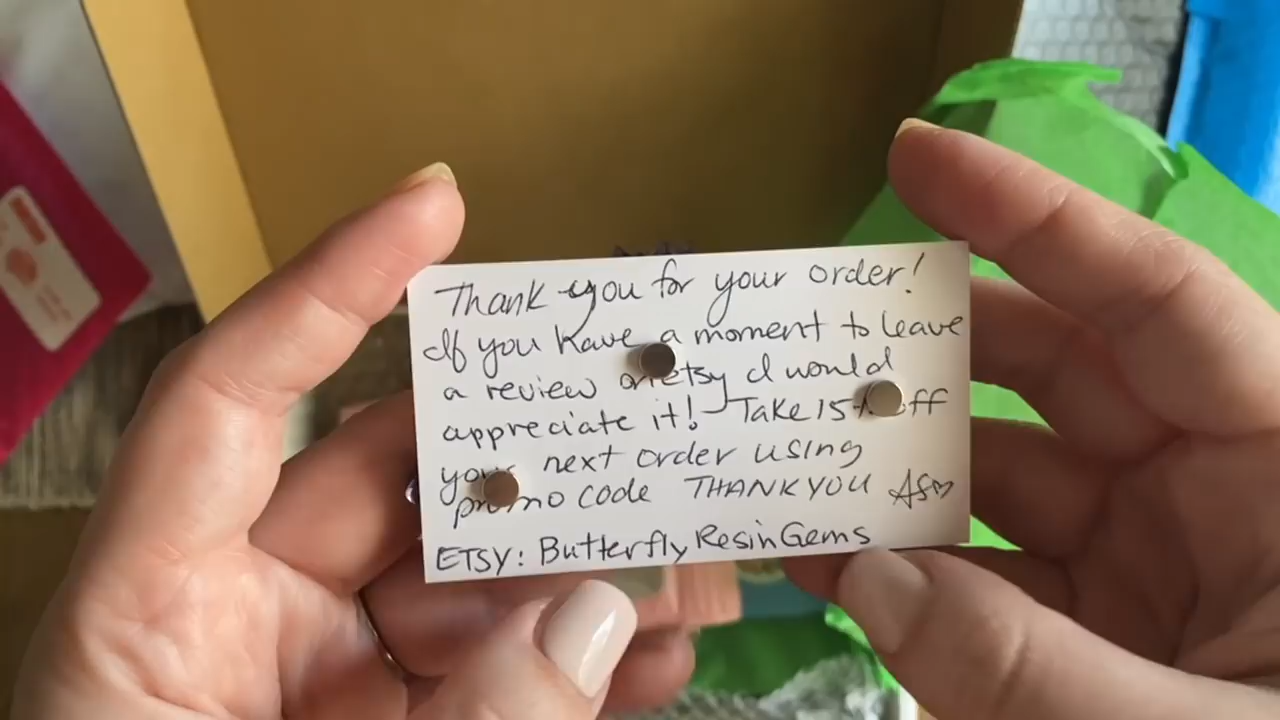 Thank you for your order!
If you have a moment to leave
a review on etsy I would
appreciate it! Take 15% off
your next order using
promo code THANKYOU AS♡
ETSY: ButterflyResinGems